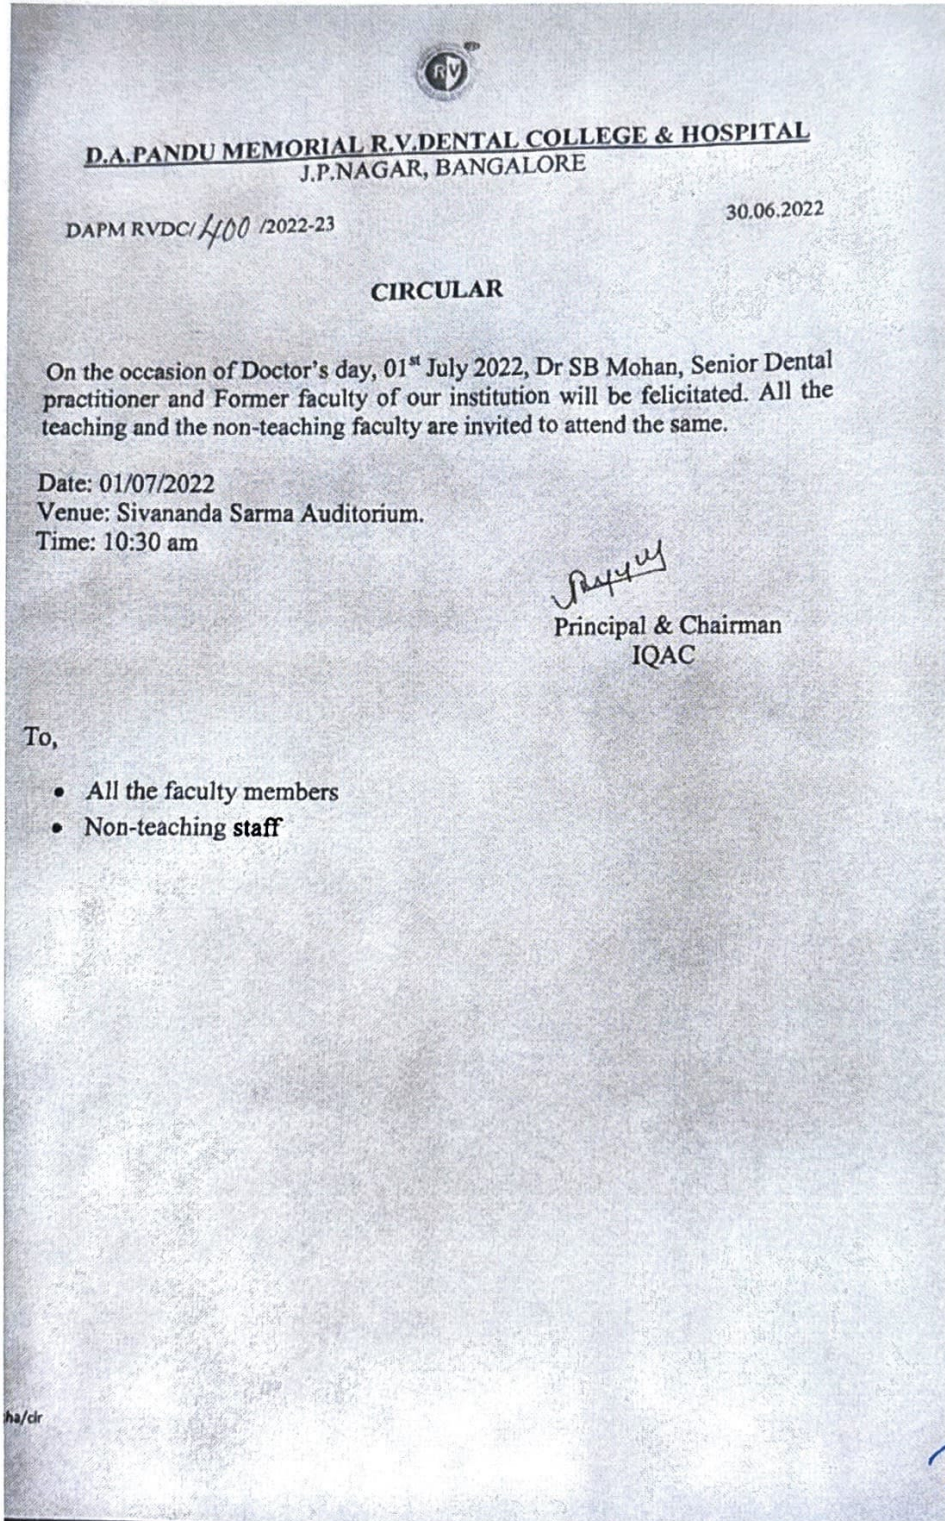 RV
D.A.PANDU MEMORIAL R.V.DENTAL COLLEGE & HOSPITAL
J.P.NAGAR, BANGALORE
DAPM RVDC/400/2022-23
30.06.2022
CIRCULAR
On the occasion of Doctor's day, 01st July 2022, Dr SB Mohan, Senior Dental
practitioner and Former faculty of our institution will be felicitated. All the
teaching and the non-teaching faculty are invited to attend the same.
Date: 01/07/2022
Venue: Sivananda Sarma Auditorium.
Time: 10:30 am
Principal & Chairman
IQAC
To,
• All the faculty members
• Non-teaching staff
ha/cir